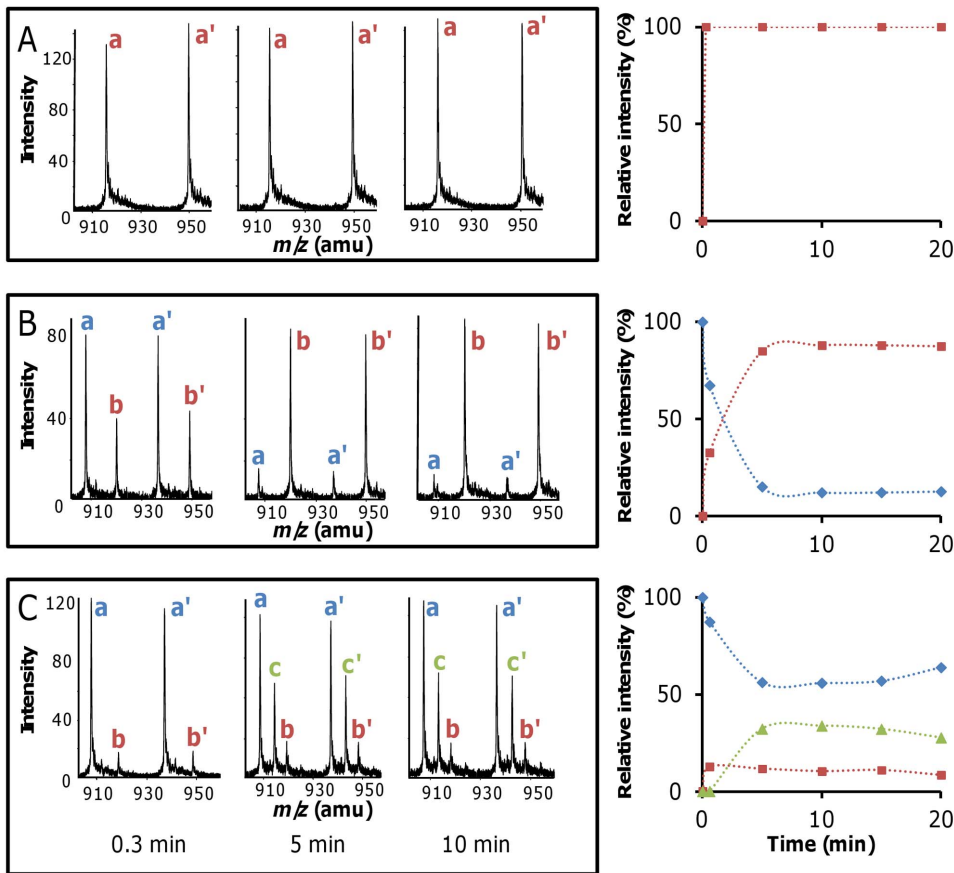 A
a a' a a' a a'
Intensity
120
80
40
0
910 930 950 910 930 950 910 930 950
m/z (amu)
Relative intensity (%)
100
50
0
0 10 20
B
a a' b b' b b'
b b' a a' a a'
Intensity
80
40
0
910 930 950 910 930 950 910 930 950
Relative intensity (%)
100
50
0
0 10 20
C
a a' a a' a a'
c c' c c'
b b' b b' b b'
Intensity
120
80
40
0
910 930 950 910 930 950 910 930 950
m/z (amu) m/z (amu)
0.3 min 5 min 10 min
Relative intensity (%)
100
50
0
0 10 20
Time (min)